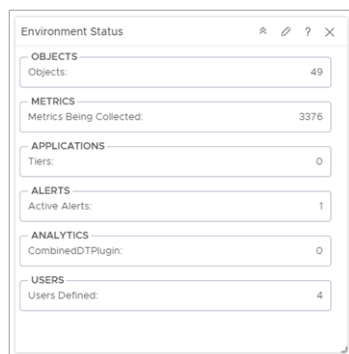 Environment Status
OBJECTS
Objects: 49
METRICS
Metrics Being Collected: 3376
APPLICATIONS
Tiers: 0
ALERTS
Active Alerts: 1
ANALYTICS
CombinedDTPlugin: 0
USERS
Users Defined: 4